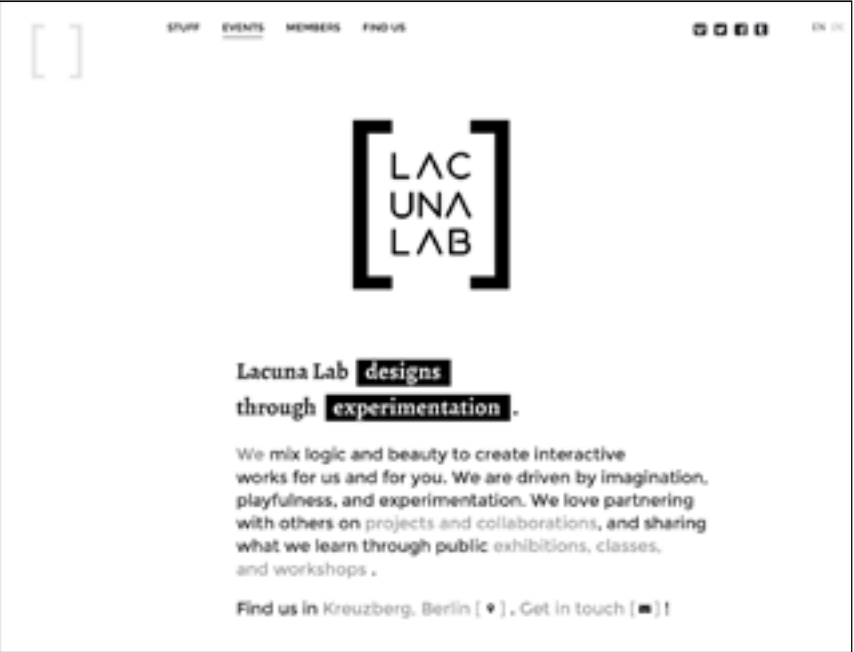 [ ]
STUFF EVENTS MEMBERS FIND US
EN DE
[LAC
UNA
LAB]
Lacuna Lab designs
through experimentation .
We mix logic and beauty to create interactive
works for us and for you. We are driven by imagination,
playfulness, and experimentation. We love partnering
with others on projects and collaborations, and sharing
what we learn through public exhibitions, classes,
and workshops .
Find us in Kreuzberg, Berlin [ ] . Get in touch [ ] !